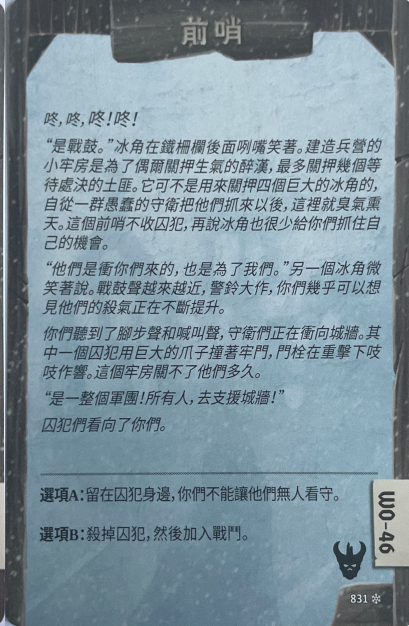 前哨
咚，咚，咚！咚！
“是戰鼓。”冰角在鐵柵欄後面咧嘴笑著。建造兵營的
小牢房是為了偶爾關押生氣的醉漢，最多關押幾個等
待處決的土匪。它可不是用來關押四個巨大的冰角的，
自從一群愚蠢的守衛把他們抓來以後，這裡就臭氣熏
天。這個前哨不收囚犯，再說冰角也很少給你們抓住自
己的機會。
“他們是衝你們來的，也是為了我們。”另一個冰角微
笑著說。戰鼓聲越來越近，警鈴大作，你們幾乎可以想
見他們的殺氣正在不斷提升。
你們聽到了腳步聲和喊叫聲，守衛們正在衝向城牆。其
中一個囚犯用巨大的爪子撞著牢門，門栓在重擊下吱
吱作響。這個牢房關不了他們多久。
“是一整個軍團！所有人，去支援城牆！”
囚犯們看向了你們。
選項A：留在囚犯身邊，你們不能讓他們無人看守。
選項B：殺掉囚犯，然後加入戰鬥。
WO-46
831